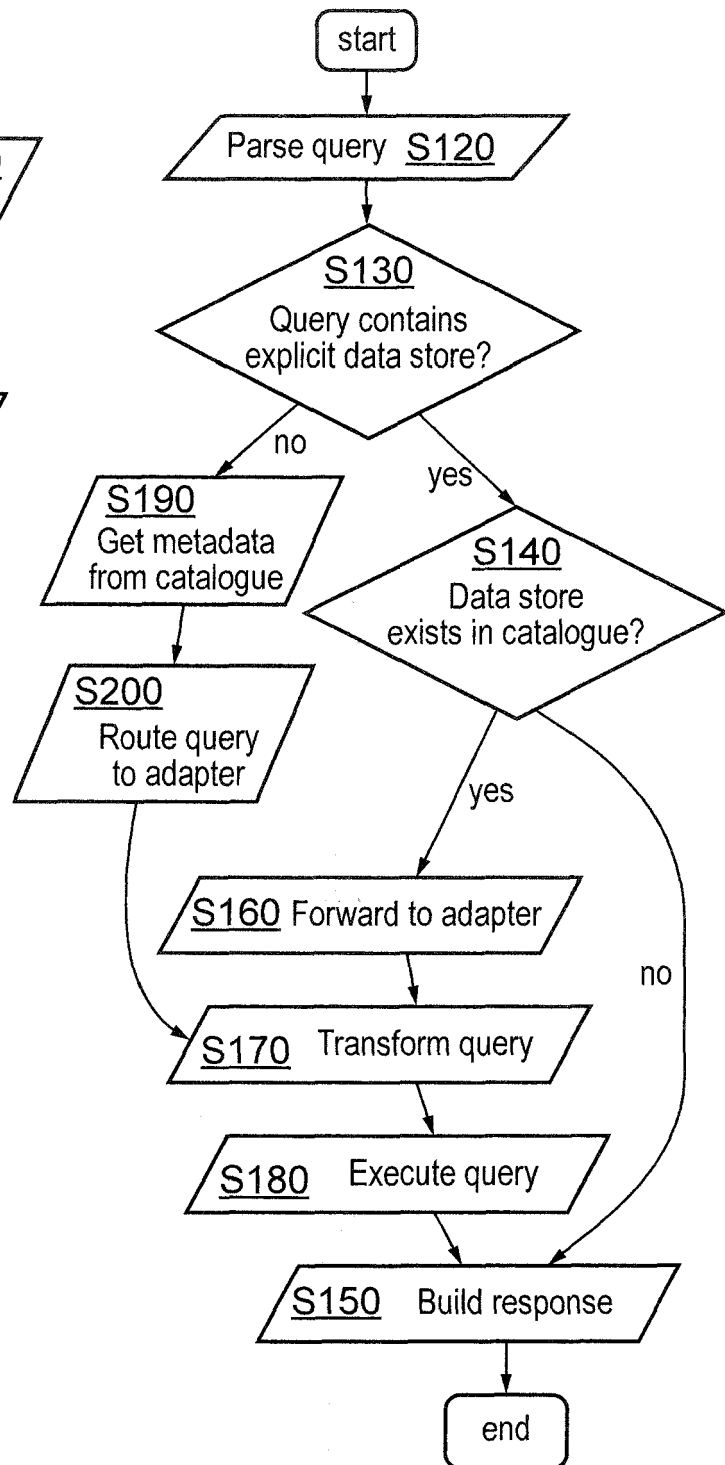 start
Parse query S120
S130
Query contains
explicit data store?
no
yes
S190
Get metadata
from catalogue
S140
Data store
exists in catalogue?
S200
Route query
to adapter
yes
S160 Forward to adapter
no
S170 Transform query
S180 Execute query
S150 Build response
end